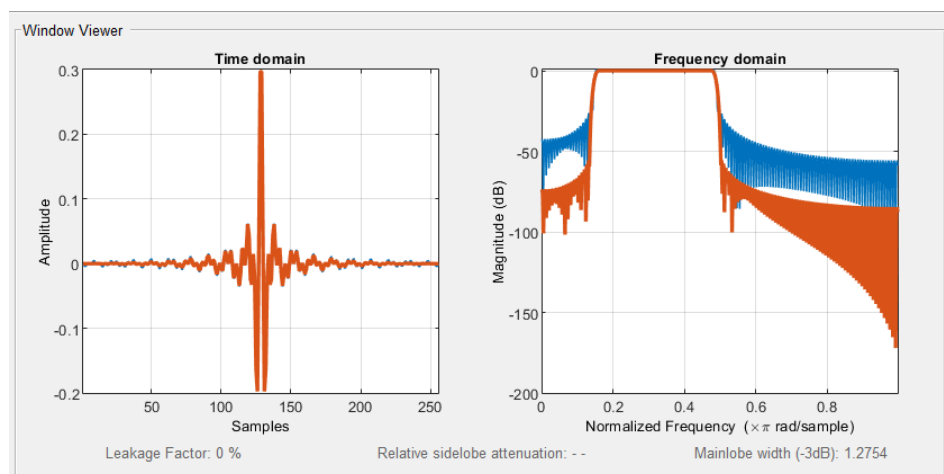 Window Viewer
Time domain
0.3
0.2
0.1
0
-0.1
-0.2
Amplitude
50
100
150
200
250
Samples
Frequency domain
0
-50
-100
-150
-200
Magnitude (dB)
0
0.2
0.4
0.6
0.8
Normalized Frequency (×π rad/sample)
Leakage Factor: 0 %
Relative sidelobe attenuation: - -
Mainlobe width (-3dB): 1.2754